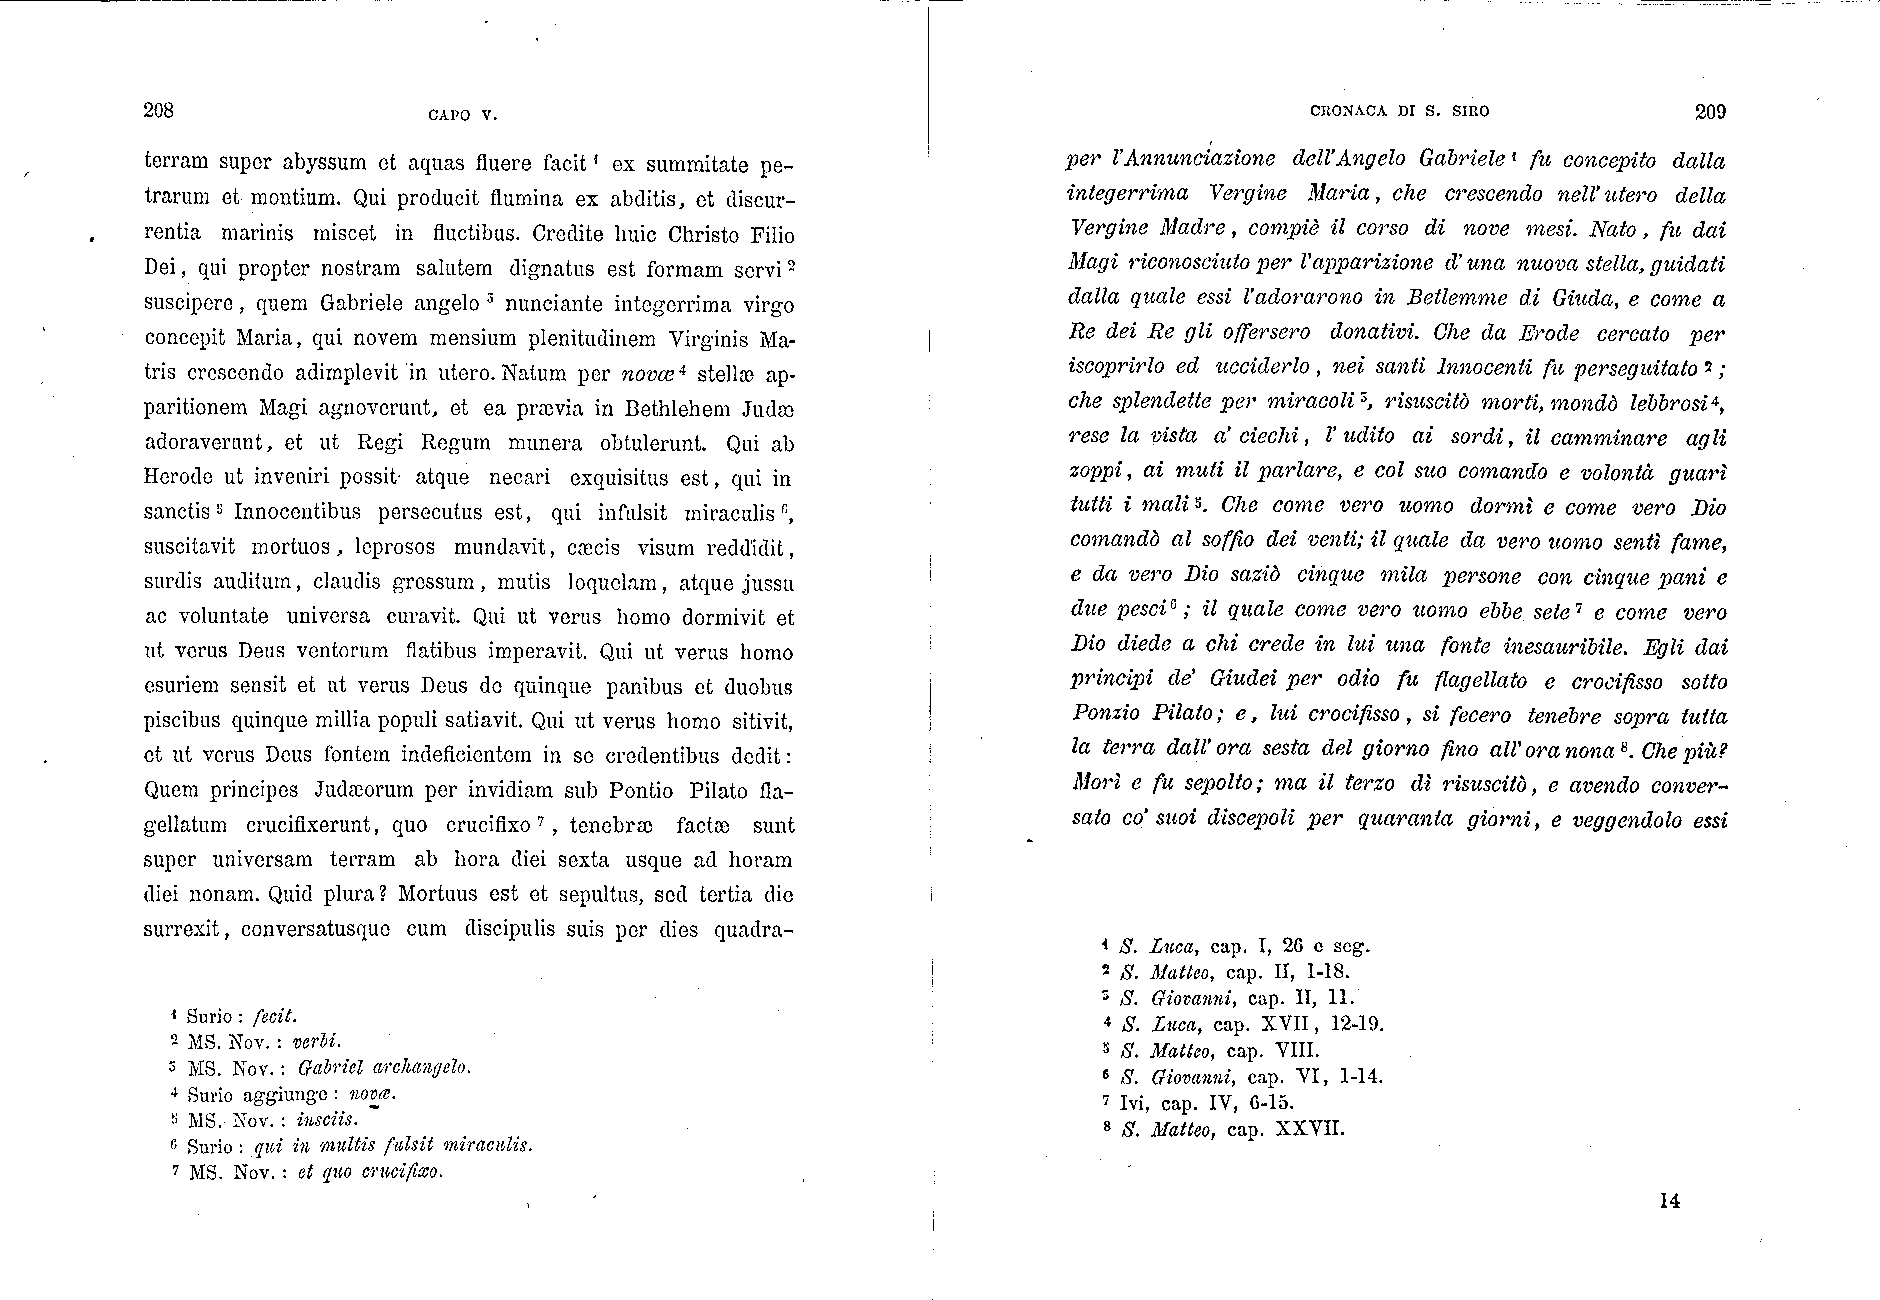 208
CAPO V.
terram super abyssum et aquas fluere facit ¹ ex summitate pe-
trarum et montium. Qui producit flumina ex abditis, et discur-
rentia marinis miscet in fluctibus. Credite huic Christo Filio
Dei, qui propter nostram salutem dignatus est formam servi ²
suscipere, quem Gabriele angelo ³ nunciante integerrima virgo
concepit Maria, qui novem mensium plenitudinem Virginis Ma-
tris crescendo adimplevit in utero. Natum per novæ ⁴ stellæ ap-
paritionem Magi agnoverunt, et ea prævia in Bethlehem Judæ
adoraverunt, et ut Regi Regum munera obtulerunt. Qui ab
Herode ut inveniri possit atque necari exquisitus est, qui in
sanctis ⁵ Innocentibus persecutus est, qui infulsit miraculis ⁶,
suscitavit mortuos, leprosos mundavit, cæcis visum reddidit,
surdis auditum, claudis gressum, mutis loquelam, atque jussu
ac voluntate universa curavit. Qui ut verus homo dormivit et
ut verus Deus ventorum flatibus imperavit. Qui ut verus homo
esuriem sensit et ut verus Deus de quinque panibus et duobus
piscibus quinque millia populi satiavit. Qui ut verus homo sitivit,
et ut verus Deus fontem indeficientem in se credentibus dedit:
Quem principes Judæorum per invidiam sub Pontio Pilato fla-
gellatum crucifixerunt, quo crucifixo ⁷, tenebræ factæ sunt
super universam terram ab hora diei sexta usque ad horam
diei nonam. Quid plura? Mortuus est et sepultus, sed tertia die
surrexit, conversatusque cum discipulis suis per dies quadra-
¹ Surio: fecit.
² MS. Nov.: verbi.
³ MS. Nov.: Gabriel archangelo.
⁴ Surio aggiunge: novæ.
⁵ MS. Nov.: insciis.
⁶ Surio: qui in multis fulsit miraculis.
⁷ MS. Nov.: et quo crucifixo.
CRONACA DI S. SIRO
209
per l'Annunciazione dell'Angelo Gabriele ¹ fu concepito dalla
integerrima Vergine Maria, che crescendo nell'utero della
Vergine Madre, compiè il corso di nove mesi. Nato, fu dai
Magi riconosciuto per l'apparizione d'una nuova stella, guidati
dalla quale essi l'adorarono in Betlemme di Giuda, e come a
Re dei Re gli offersero donativi. Che da Erode cercato per
iscoprirlo ed ucciderlo, nei santi Innocenti fu perseguitato ²;
che splendette per miracoli ³, risuscitò morti, mondò lebbrosi ⁴,
rese la vista a' ciechi, l'udito ai sordi, il camminare agli
zoppi, ai muti il parlare, e col suo comando e volontà guarì
tutti i mali ⁵. Che come vero uomo dormì e come vero Dio
comandò al soffio dei venti; il quale da vero uomo sentì fame,
e da vero Dio saziò cinque mila persone con cinque pani e
due pesci ⁶; il quale come vero uomo ebbe sete ⁷ e come vero
Dio diede a chi crede in lui una fonte inesauribile. Egli dai
principi de' Giudei per odio fu flagellato e crocifisso sotto
Ponzio Pilato; e, lui crocifisso, si fecero tenebre sopra tutta
la terra dall'ora sesta del giorno fino all'ora nona ⁸. Che più?
Morì e fu sepolto; ma il terzo dì risuscitò, e avendo conver-
sato co' suoi discepoli per quaranta giorni, e veggendolo essi
¹ S. Luca, cap. I, 26 e seg.
² S. Matteo, cap. II, 1-18.
³ S. Giovanni, cap. II, 11.
⁴ S. Luca, cap. XVII, 12-19.
⁵ S. Matteo, cap. VIII.
⁶ S. Giovanni, cap. VI, 1-14.
⁷ Ivi, cap. IV, 6-15.
⁸ S. Matteo, cap. XXVII.
14